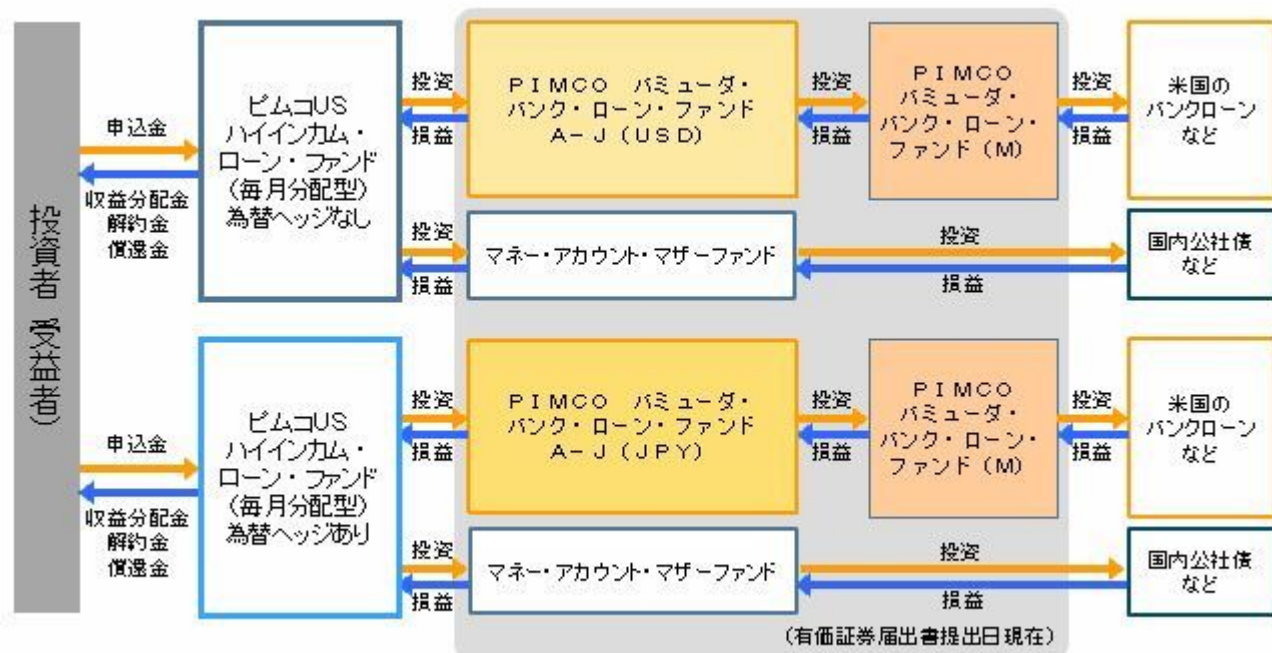 投資者（受益者）
申込金
収益分配金
解約金
償還金
ピムコUS
ハイインカム・
ローン・ファンド
（毎月分配型）
為替ヘッジなし
投資
損益
ＰＩＭＣＯ　バミューダ・
バンク・ローン・ファンド
Ａ－Ｊ（ＵＳＤ）
投資
損益
ＰＩＭＣＯ
バミューダ・
バンク・ローン・
ファンド（Ｍ）
投資
損益
米国の
バンクローン
など
投資
損益
マネー・アカウント・マザーファンド
投資
損益
国内公社債
など
申込金
収益分配金
解約金
償還金
ピムコUS
ハイインカム・
ローン・ファンド
（毎月分配型）
為替ヘッジあり
投資
損益
ＰＩＭＣＯ　バミューダ・
バンク・ローン・ファンド
Ａ－Ｊ（ＪＰＹ）
投資
損益
ＰＩＭＣＯ
バミューダ・
バンク・ローン・
ファンド（Ｍ）
投資
損益
米国の
バンクローン
など
投資
損益
マネー・アカウント・マザーファンド
投資
損益
国内公社債
など
（有価証券届出書提出日現在）